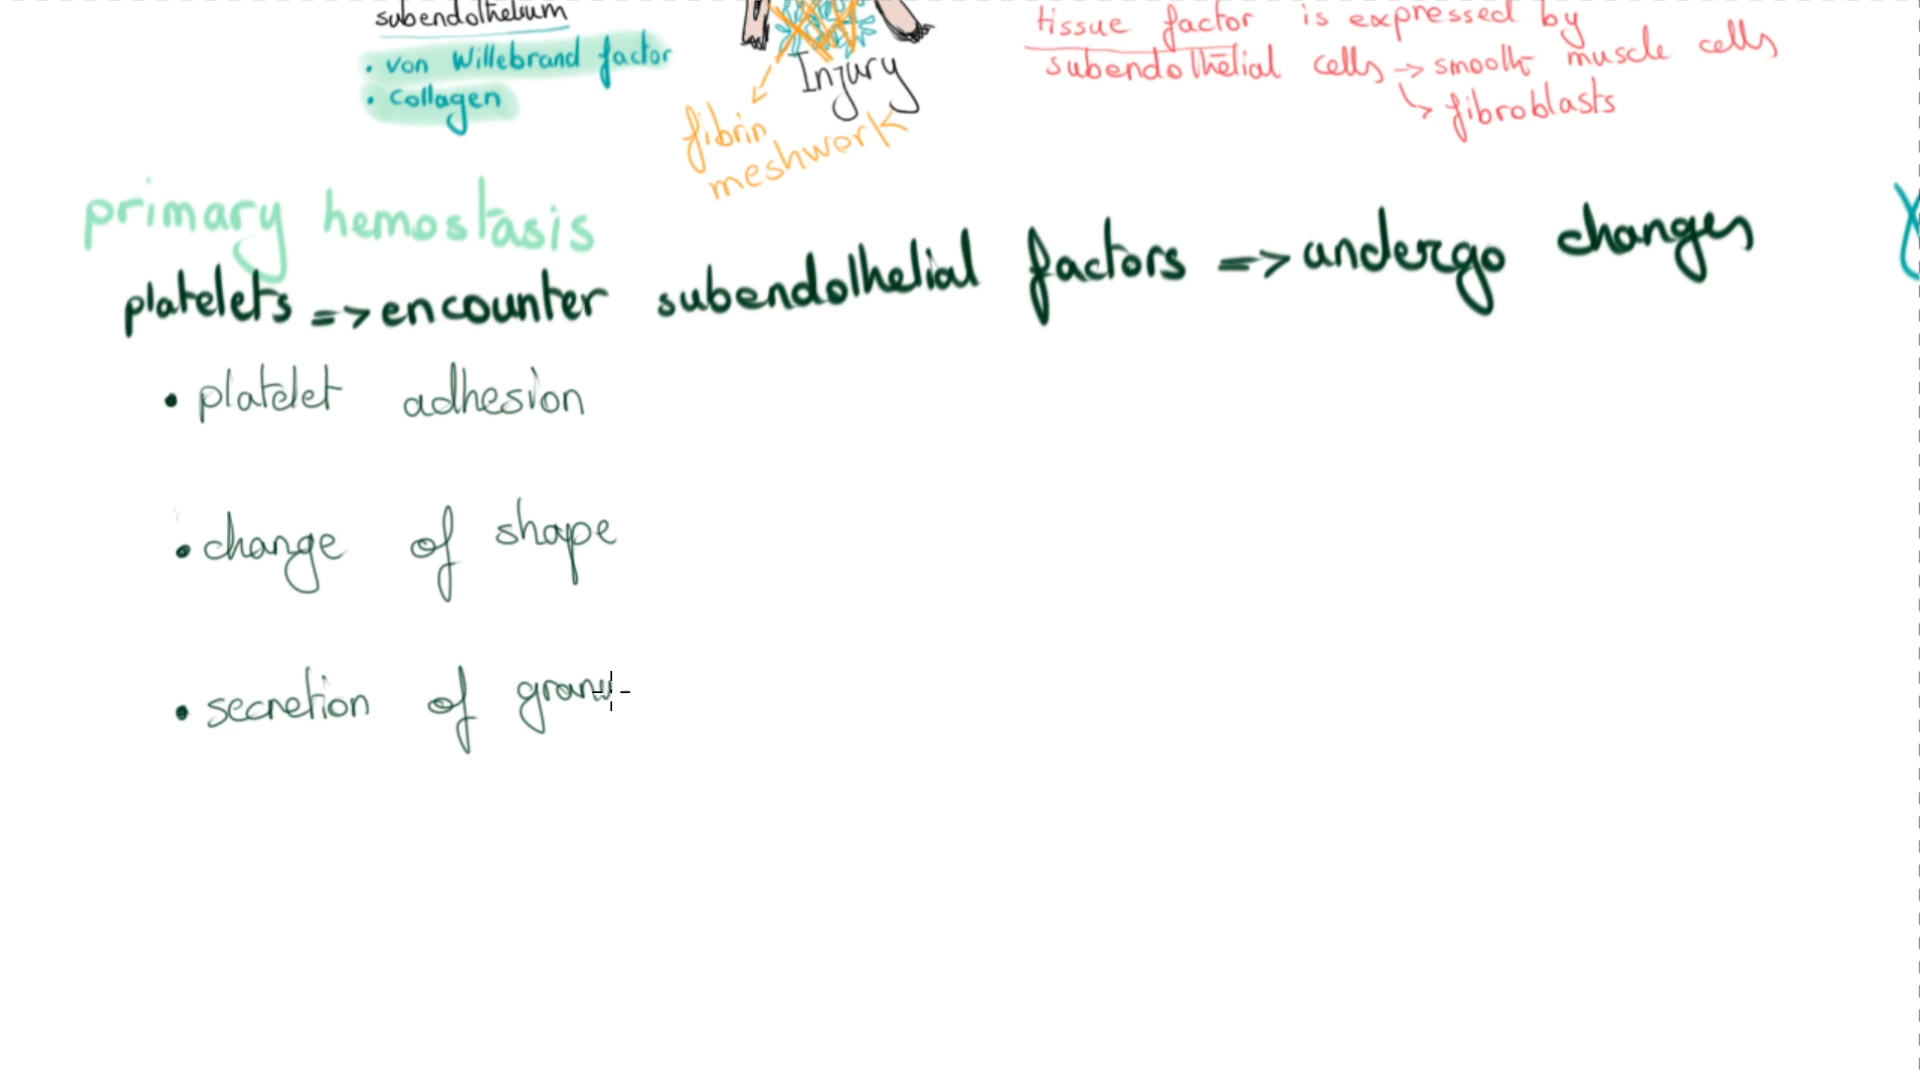 subendothelium
• von Willebrand factor
• collagen
Injury
fibrin
meshwork
tissue factor is expressed by
subendothelial cells → smooth muscle cells
↳ fibroblasts
primary hemostasis
platelets => encounter subendothelial factors => undergo changes
• platelet adhesion
• change of shape
• secretion of granu